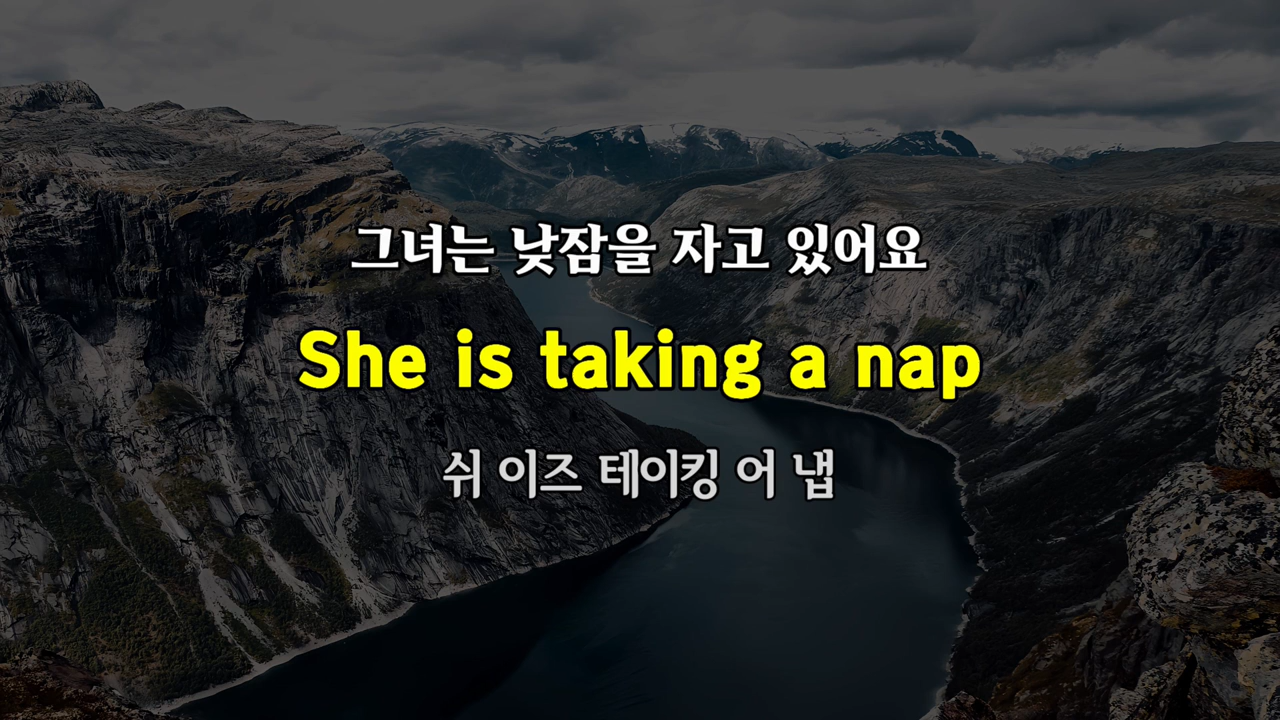 그녀는 낮잠을 자고 있어요
She is taking a nap
쉬 이즈 테이킹 어 냅